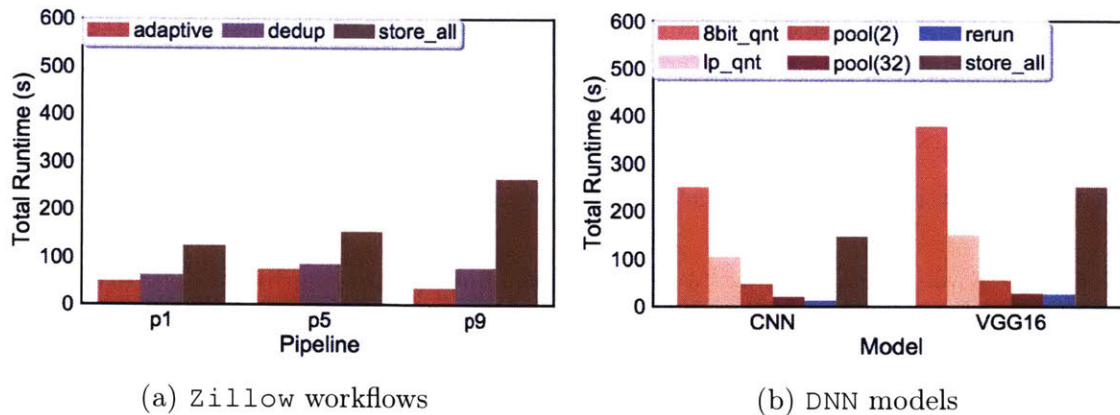 600
500
400
300
200
100
0
Total Runtime (s)
adaptive dedup store_all
p1 p5 p9
Pipeline
(a) Zillow workflows
600
500
400
300
200
100
0
Total Runtime (s)
8bit_qnt pool(2) rerun
lp_qnt pool(32) store_all
CNN VGG16
Model
(b) DNN models